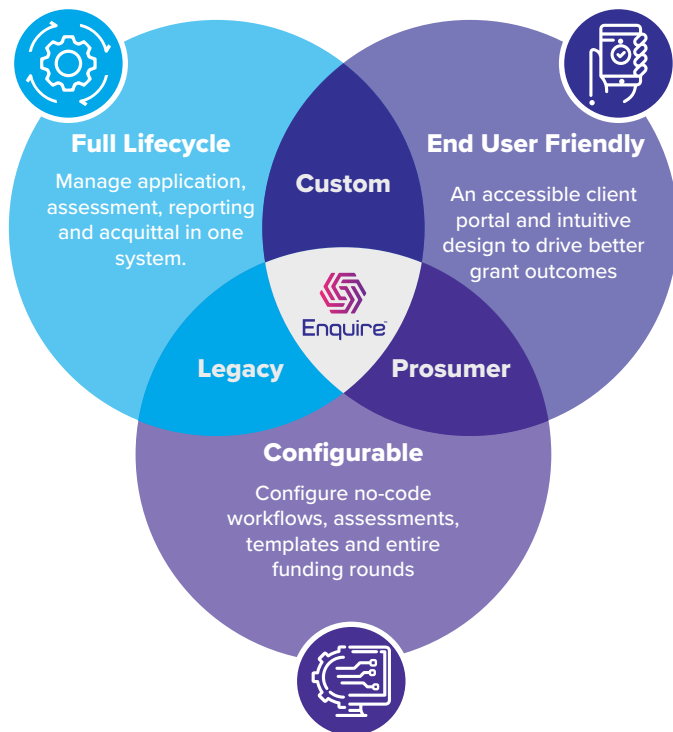 Full Lifecycle
Manage application,
assessment, reporting
and acquittal in one
system.
End User Friendly
An accessible client
portal and intuitive
design to drive better
grant outcomes
Custom
Enquire™
Legacy
Prosumer
Configurable
Configure no-code
workflows, assessments,
templates and entire
funding rounds